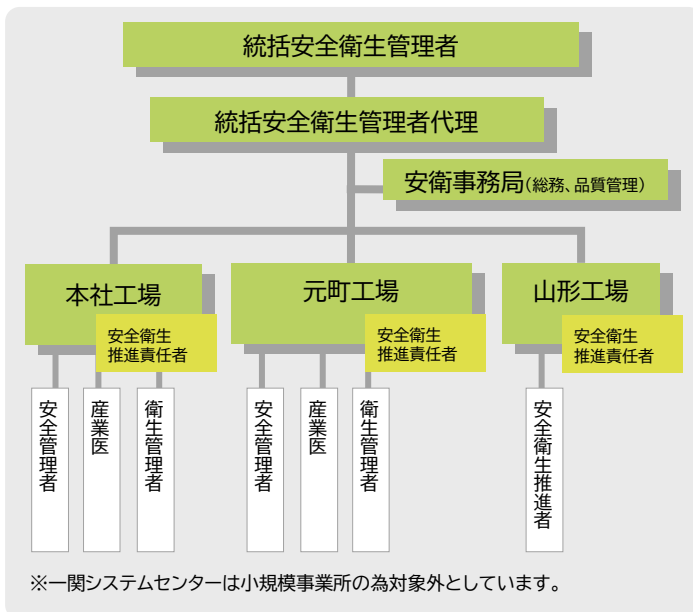 統括安全衛生管理者
統括安全衛生管理者代理
安衛事務局(総務、品質管理)
本社工場
安全衛生
推進責任者
元町工場
安全衛生
推進責任者
山形工場
安全衛生
推進責任者
安全管理者
産業医
衛生管理者
安全管理者
産業医
衛生管理者
安全衛生推進者
※一関システムセンターは小規模事業所の為対象外としています。